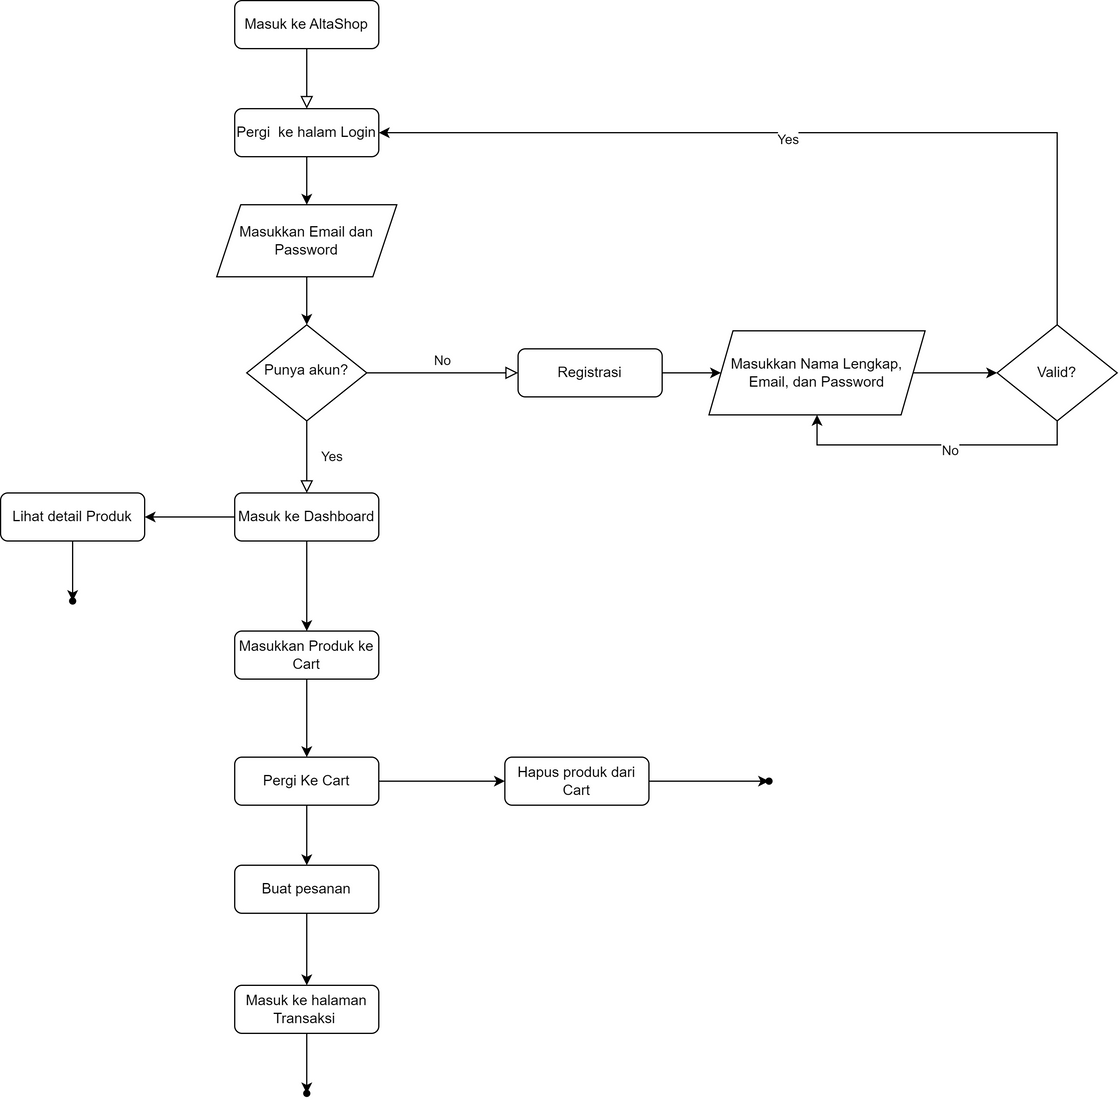 Masuk ke AltaShop
Pergi  ke halam Login
Yes
Masukkan Email dan
Password
Punya akun?
No
Registrasi
Masukkan Nama Lengkap,
Email, dan Password
Valid?
No
Yes
Lihat detail Produk
Masuk ke Dashboard
Masukkan Produk ke
Cart
Pergi Ke Cart
Hapus produk dari
Cart
Buat pesanan
Masuk ke halaman
Transaksi